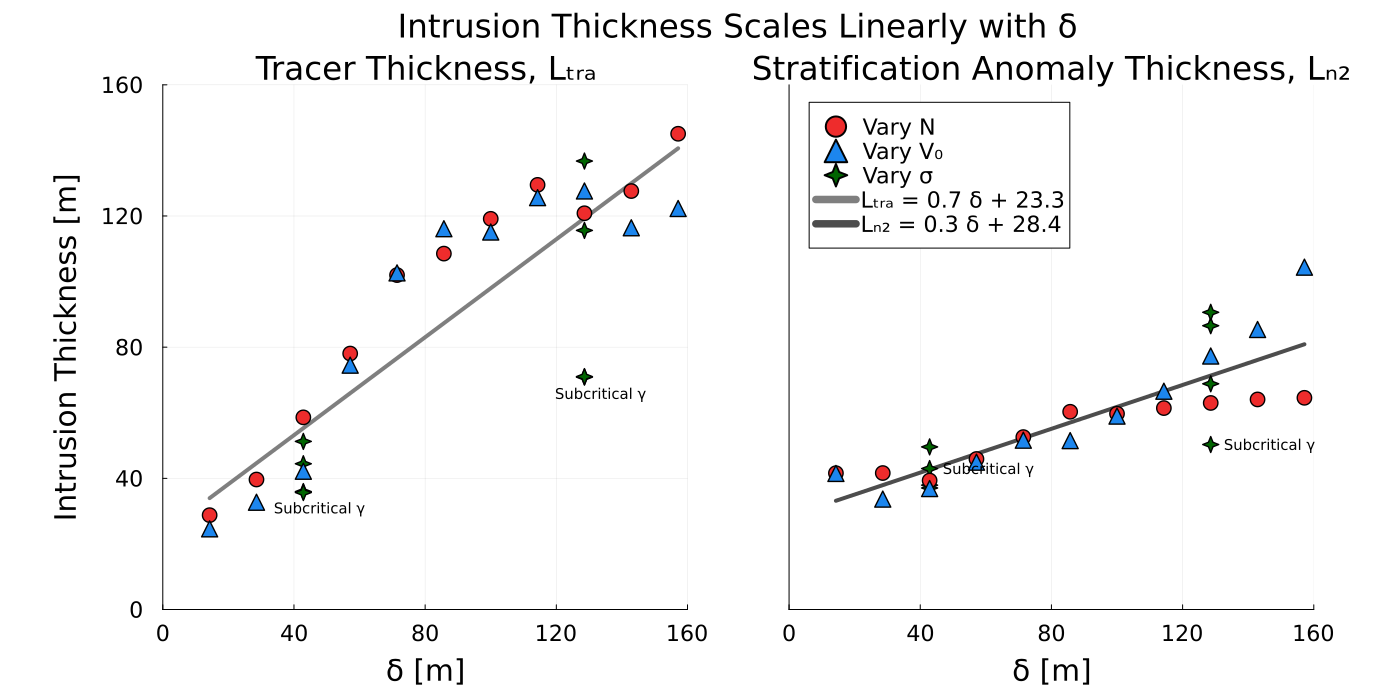 Intrusion Thickness Scales Linearly with δ
Tracer Thickness, Lₜᵣₐ
Stratification Anomaly Thickness, Lₙ₂
Intrusion Thickness [m]
160
120
80
40
0
Subcritical γ
Subcritical γ
0 40 80 120 160
δ [m]
Vary N
Vary V₀
Vary σ
Lₜᵣₐ = 0.7 δ + 23.3
Lₙ₂ = 0.3 δ + 28.4
Subcritical γ
Subcritical γ
0 40 80 120 160
δ [m]